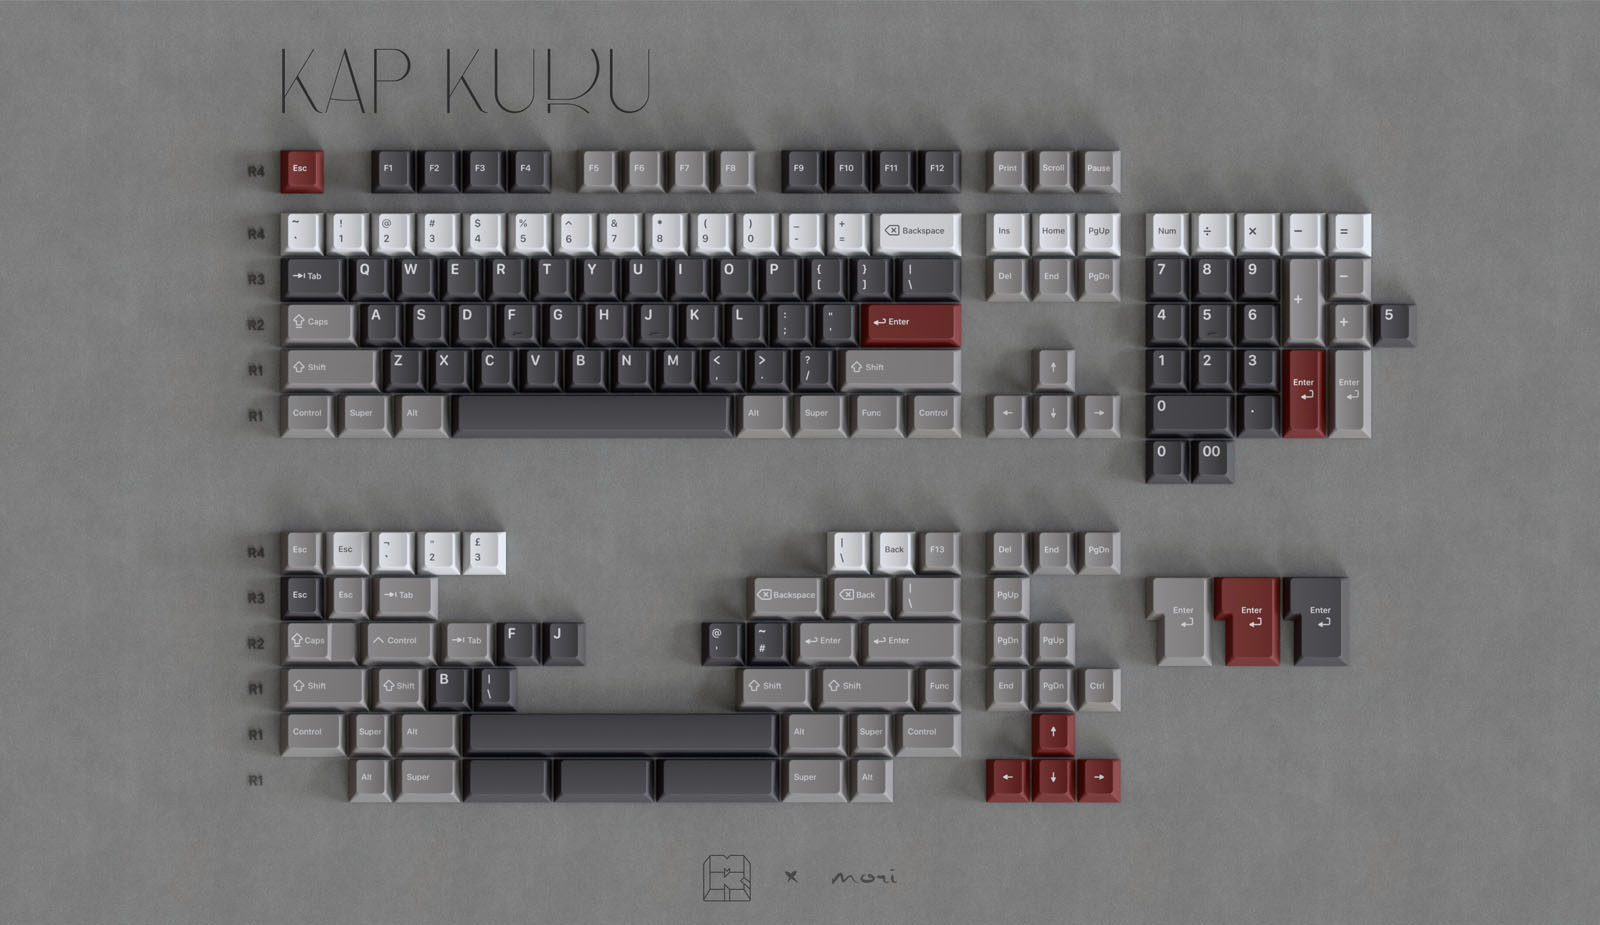 KAP KURU
R4 Esc F1 F2 F3 F4 F5 F6 F7 F8 F9 F10 F11 F12 Print Scroll Pause
R4 ~ ` ! 1 @ 2 # 3 $ 4 % 5 ^ 6 & 7 * 8 ( 9 ) 0 _ - + = Backspace Ins Home PgUp Num ÷ × − =
R3 Tab Q W E R T Y U I O P { [ } ] | \ Del End PgDn 7 8 9 + −
R2 Caps A S D F G H J K L : ; " ' Enter 4 5 6 + 5
R1 Shift Z X C V B N M < , > . ? / Shift ↑ 1 2 3 Enter Enter
R1 Control Super Alt Alt Super Func Control ← ↓ → 0 .
0 00
R4 Esc Esc ¬ ` " 2 £ 3 | \ Back F13 Del End PgDn
R3 Esc Esc Tab Backspace Back | \ PgUp Enter Enter Enter
R2 Caps Control Tab F J @ ' ~ # Enter Enter PgDn PgUp
R1 Shift Shift B | \ Shift Shift Func End PgDn Ctrl
R1 Control Super Alt Alt Super Control ↑
R1 Alt Super Super Alt ← ↓ →
x mori